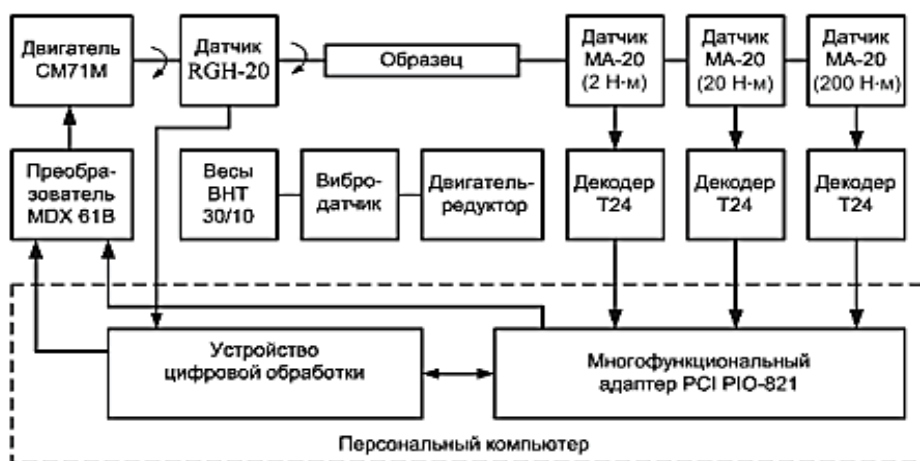 Двигатель
СМ71М
Датчик
RGH-20
Образец
Датчик
МА-20
(2 Н·м)
Датчик
МА-20
(20 Н·м)
Датчик
МА-20
(200 Н·м)
Преобра-
зователь
MDX 61В
Весы
ВНТ
30/10
Вибро-
датчик
Двигатель-
редуктор
Декодер
Т24
Декодер
Т24
Декодер
Т24
Устройство
цифровой обработки
Многофункциональный
адаптер PCI PIO-821
Персональный компьютер